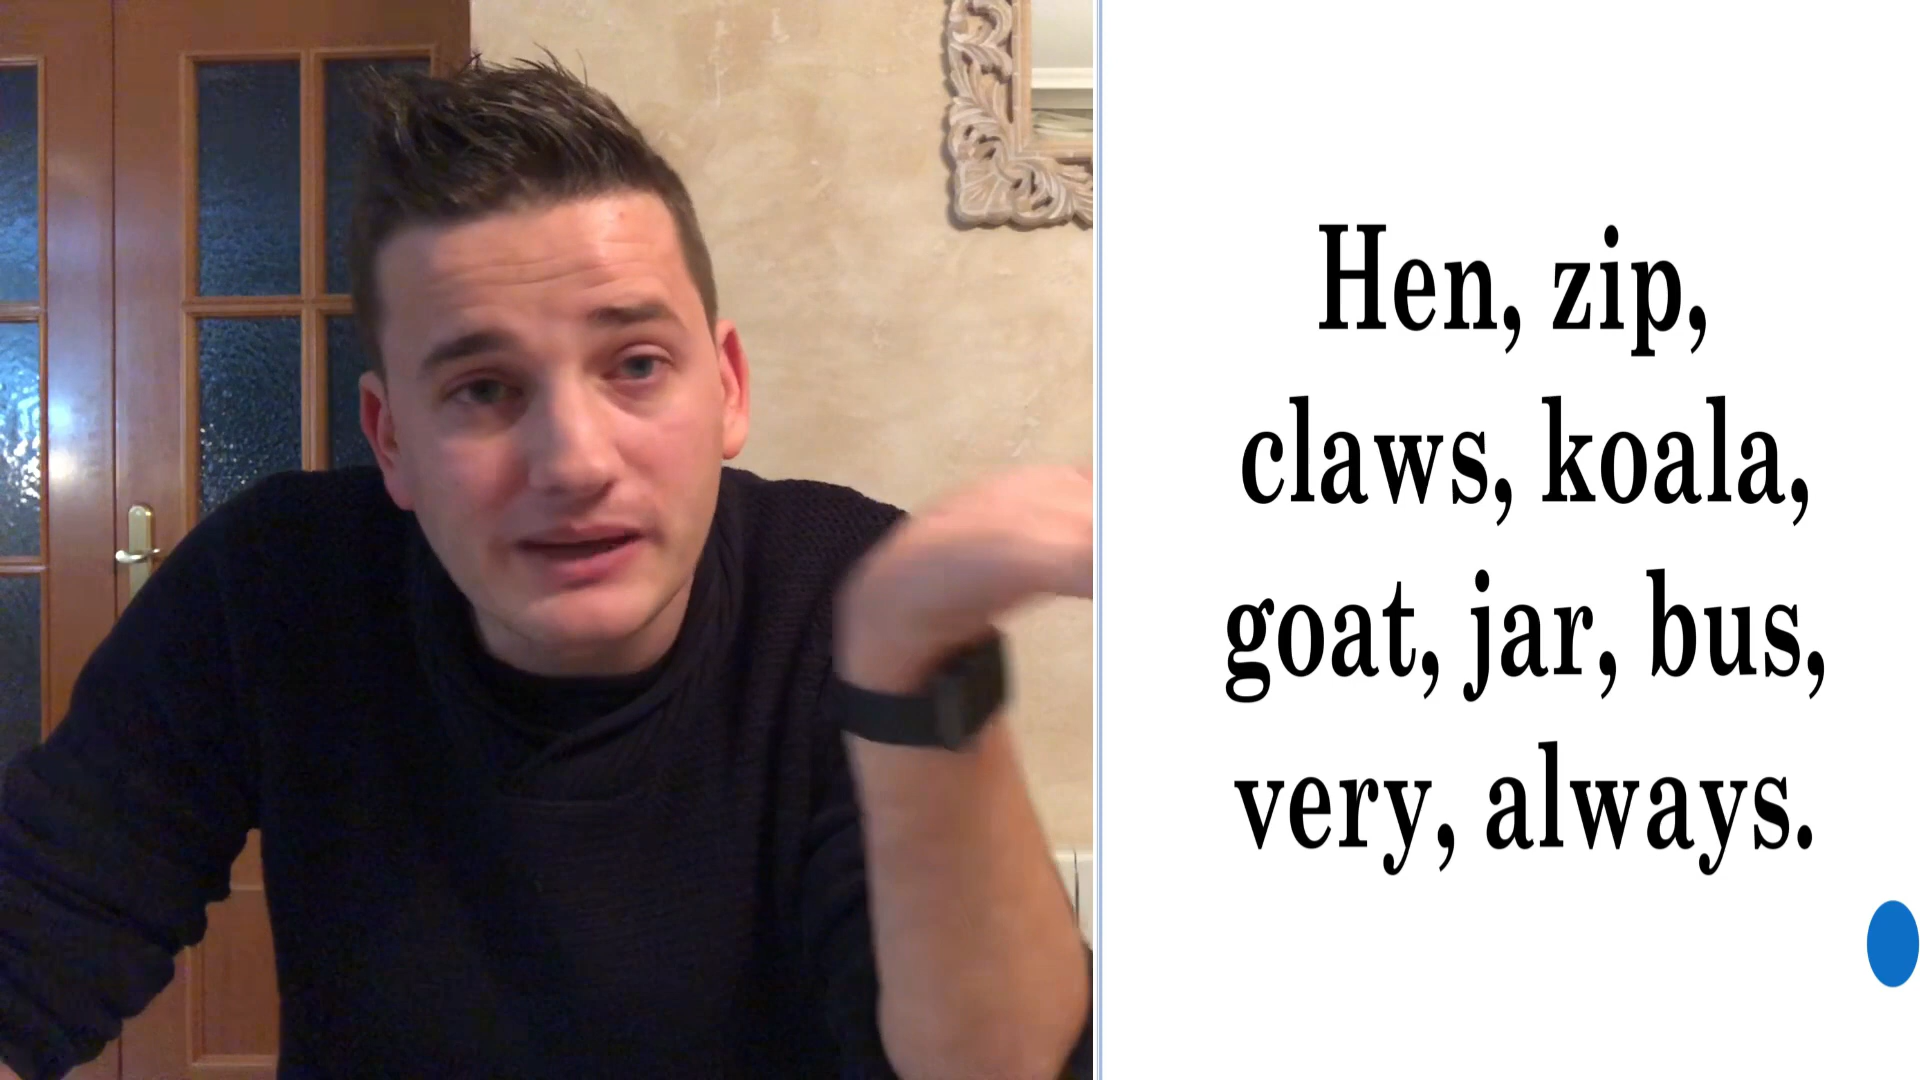 Hen, zip,
claws, koala,
goat, jar, bus,
very, always.